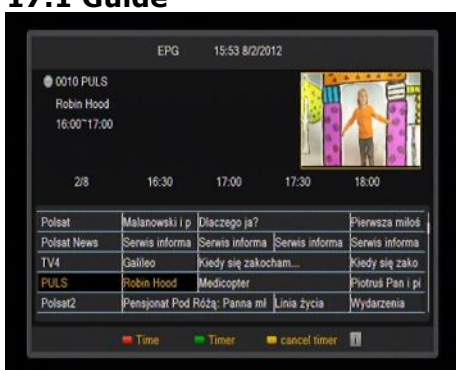 17.1 Guide
EPG 15:53 8/2/2012
0010 PULS
Robin Hood
16:00~17:00
2/8 16:30 17:00 17:30 18:00
Polsat Malanowski i p Dlaczego ja? Pierwsza miłoś
Polsat News Serwis informa Serwis informa Serwis informa Serwis informa
TV4 Galileo Kiedy się zakocham... Kiedy się zako
PULS Robin Hood Medicopter Piotruś Pan i pi
Polsat2 Pensjonat Pod Różą: Panna mł Linia życia Wydarzenia
Time Timer cancel timer i